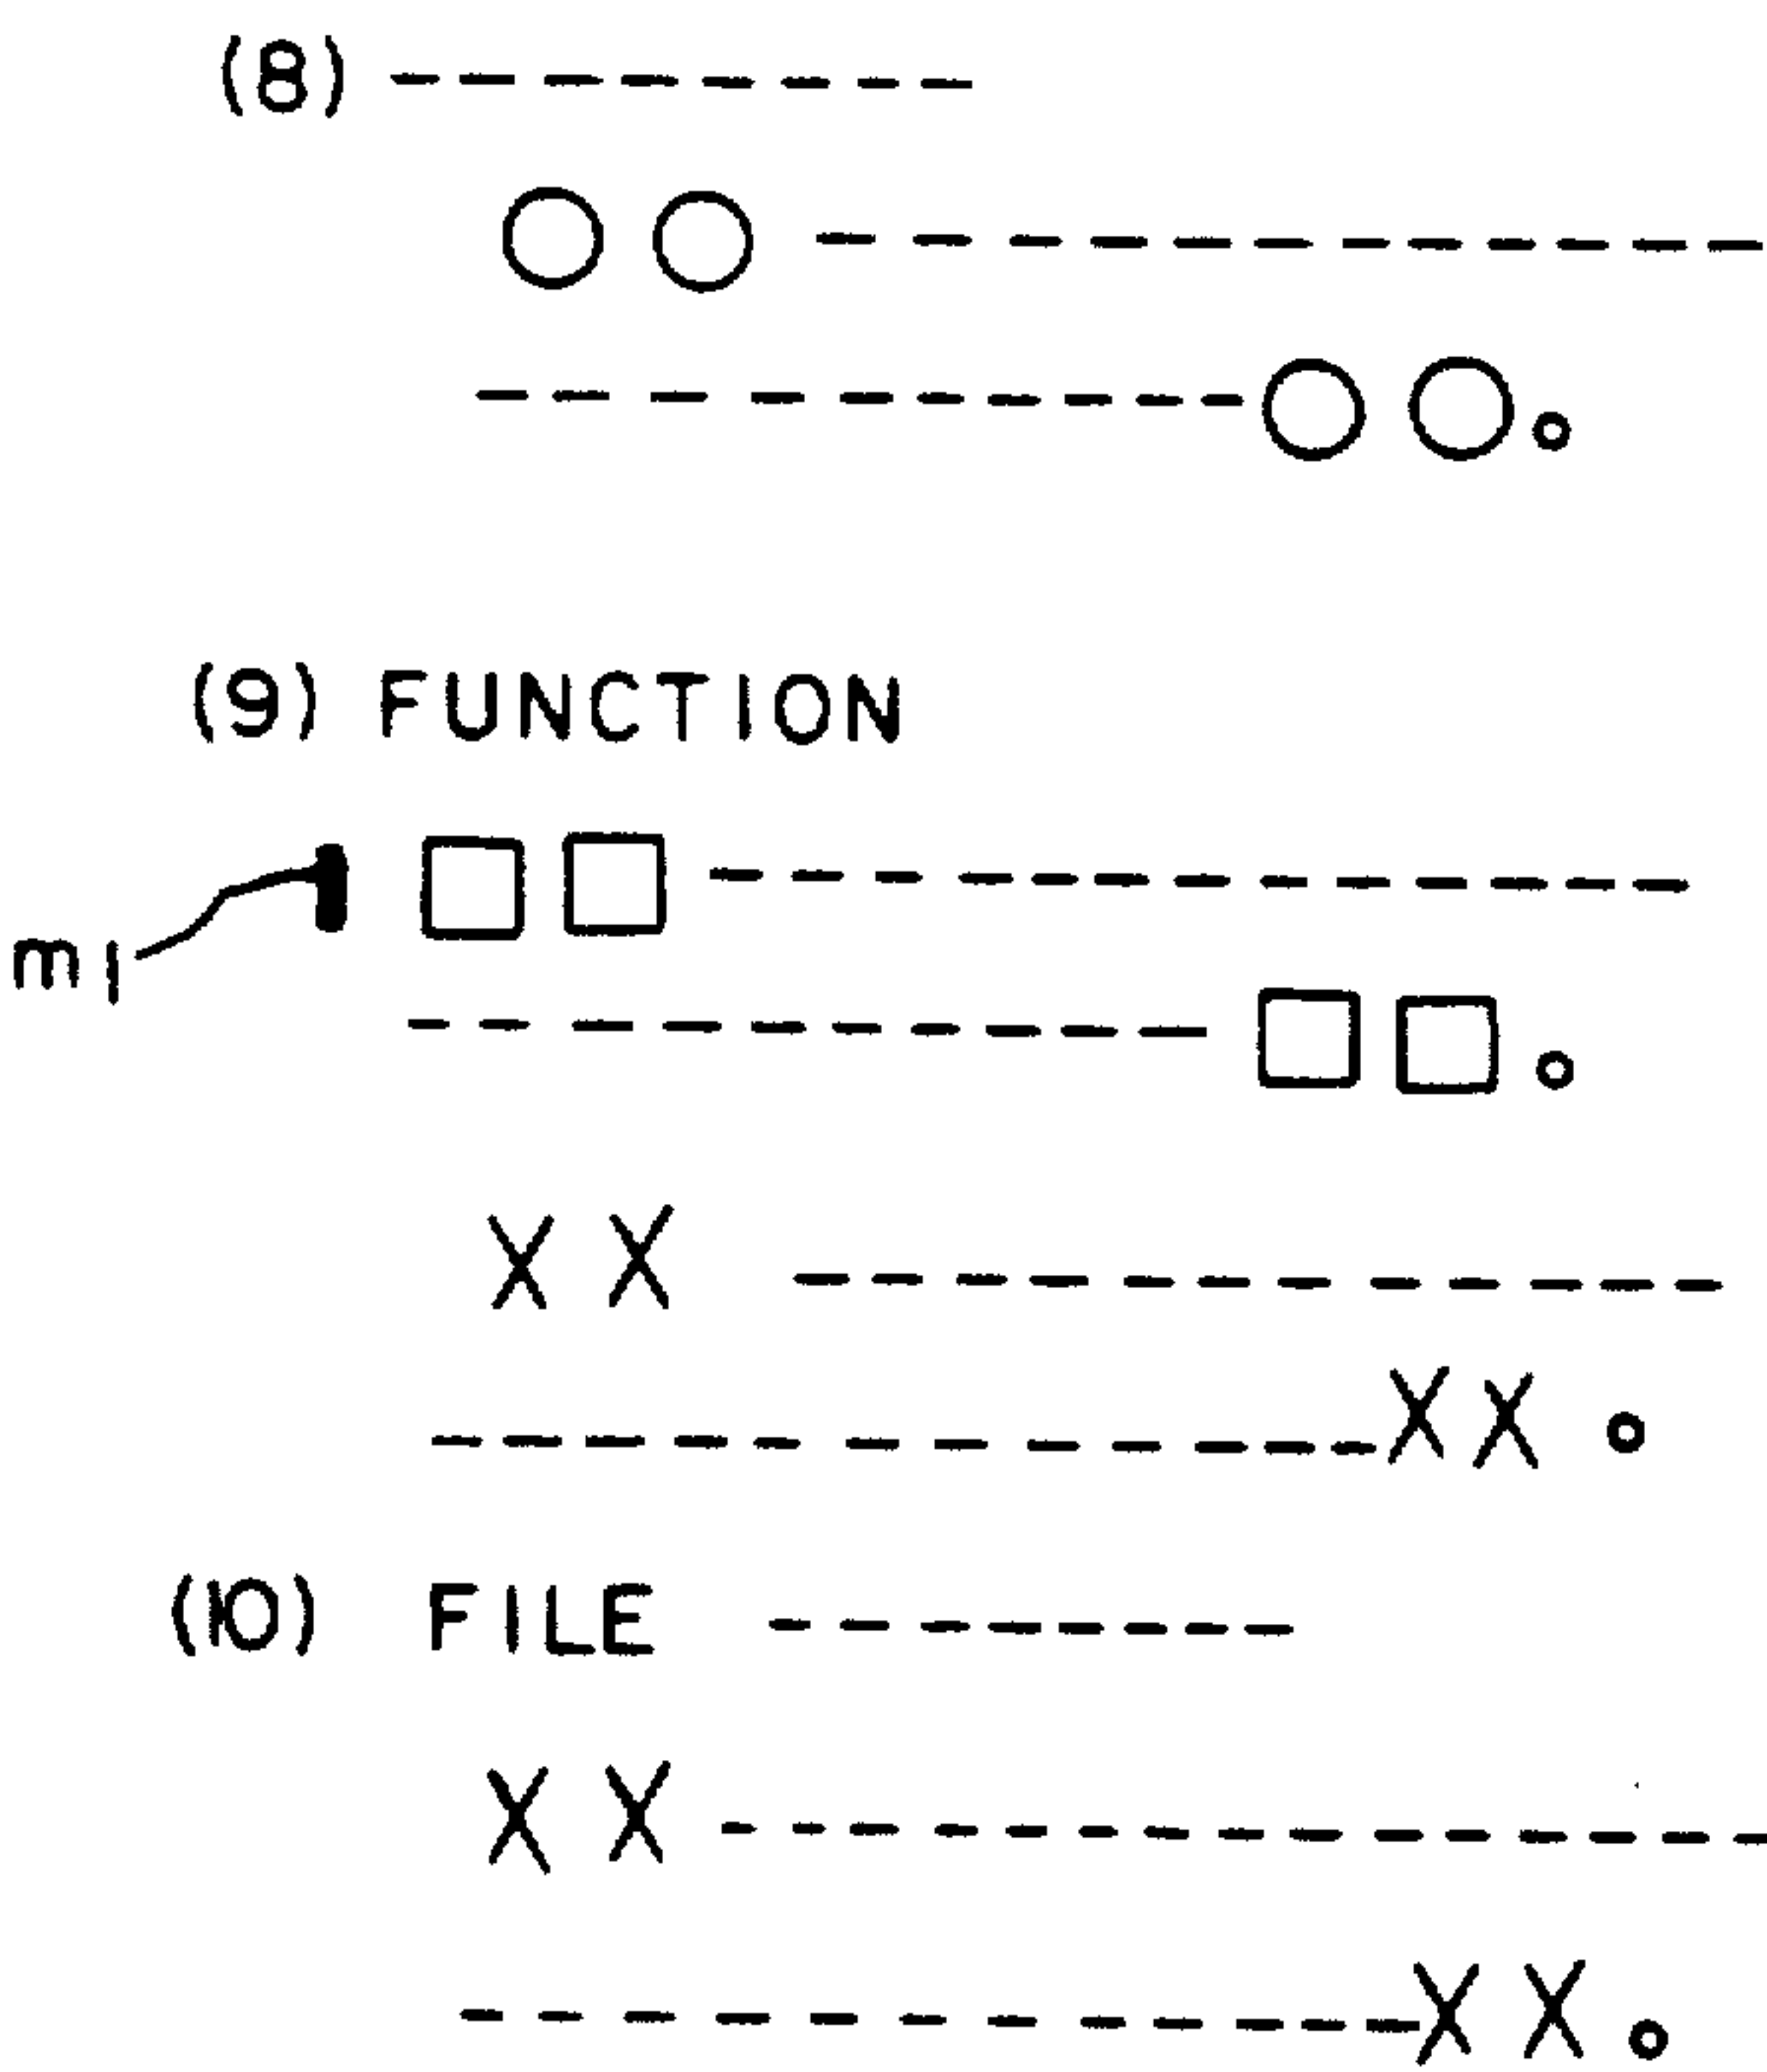 (8) --------
○○ ------------
----------○○。
(9) FUNCTION
m1 □□ -------------
----------□□。
XX ------------
------------XX。
(10) FILE --------
XX ---------------
------------XX。